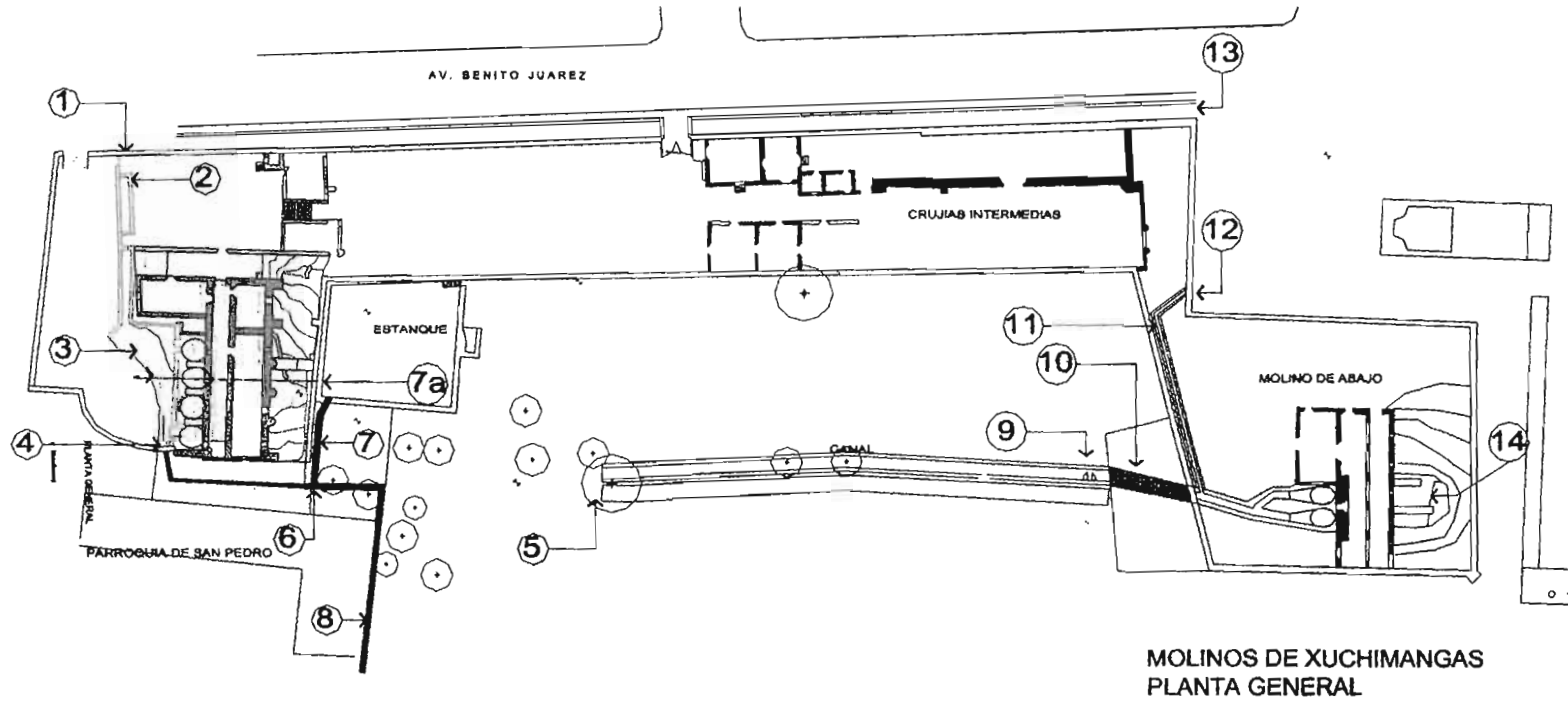 AV. BENITO JUAREZ
13
1
2
CRUJIAS INTERMEDIAS
12
ESTANQUE
11
3
10
7a
MOLINO DE ABAJO
4
7
9
CANAL
14
PLANTA GENERAL
6
5
PARROQUIA DE SAN PEDRO
8
MOLINOS DE XUCHIMANGAS
PLANTA GENERAL